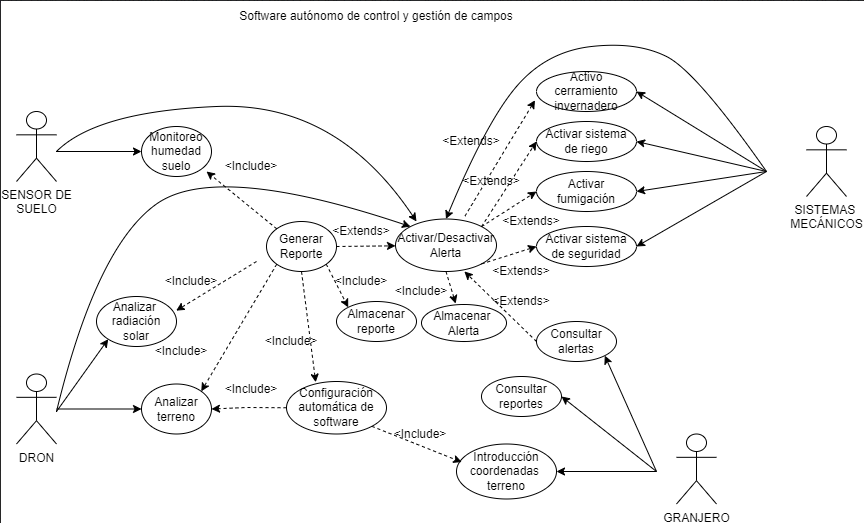 Software autónomo de control y gestión de campos
Activo
cerramiento
invernadero
<Extends>
Monitoreo
humedad
suelo
Activar sistema
de riego
<Include>
<Extends>
Activar
fumigación
SENSOR DE
SUELO
SISTEMAS
MECÁNICOS
<Extends>
Generar
Reporte
<Extends>
Activar/Desactivar
Alerta
Activar sistema
de seguridad
<Extends>
<Include>
<Include>
<Include>
<Extends>
Analizar
radiación
solar
Almacenar
reporte
Almacenar
Alerta
Consultar
alertas
<Include>
<Include>
<Include>
Analizar
terreno
Configuración
automática de
software
Consultar
reportes
<Include>
DRON
Introducción
coordenadas
terreno
GRANJERO